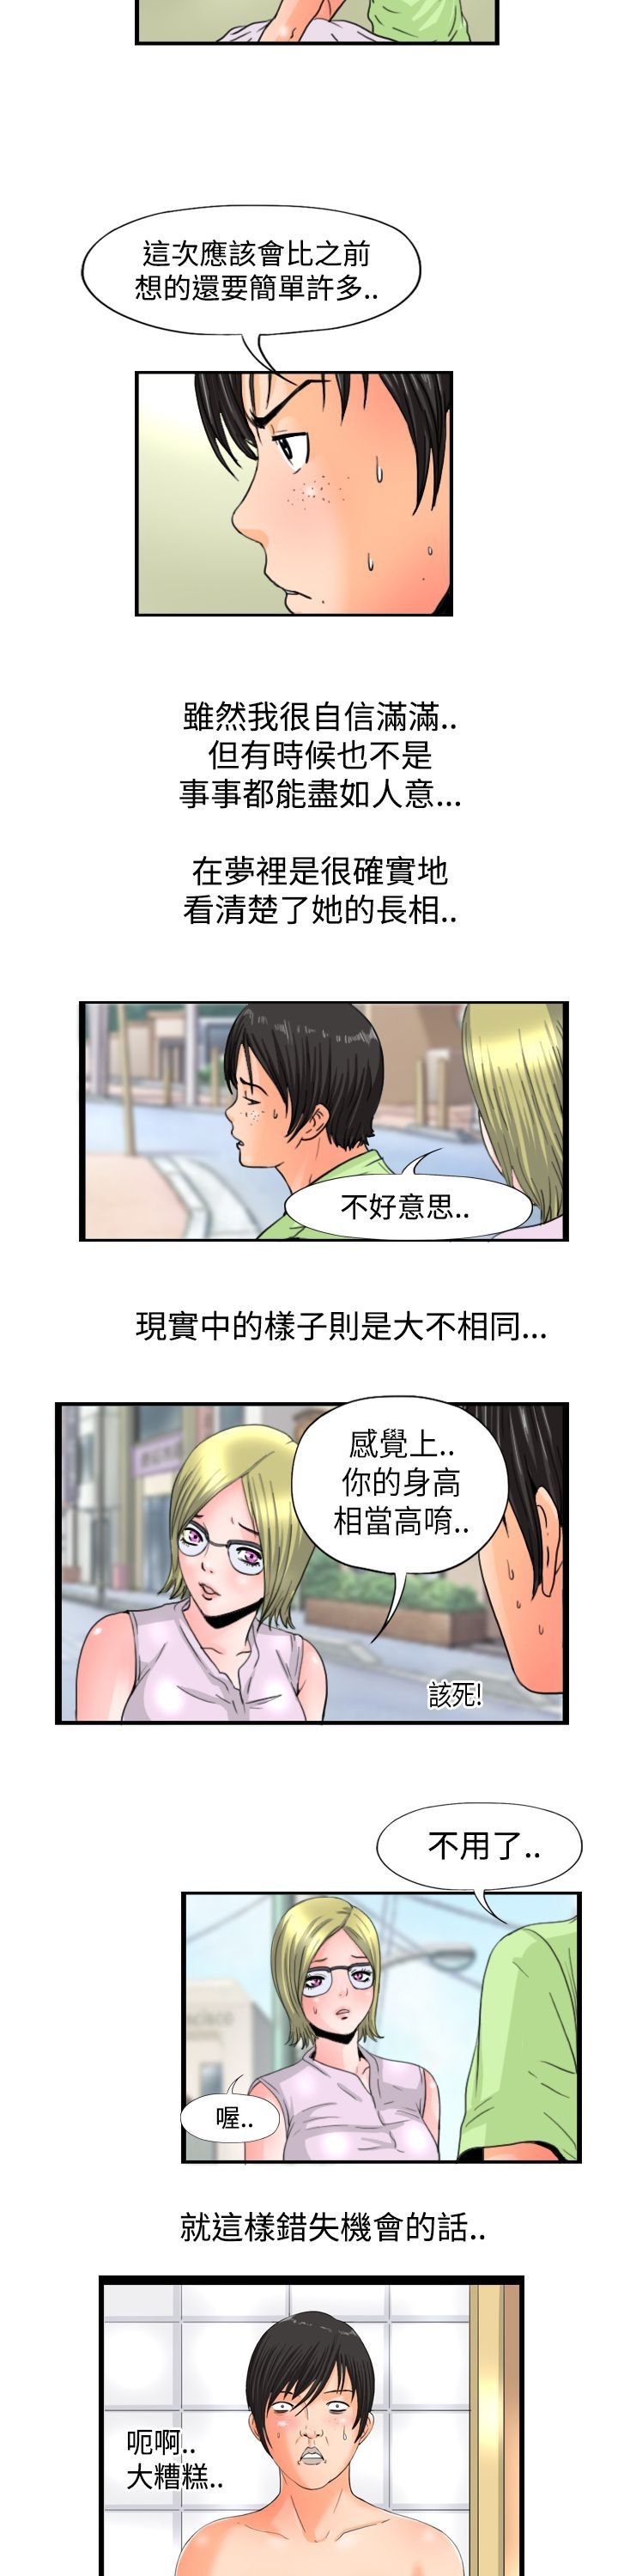 這次應該會比之前
想的還要簡單許多..
雖然我很自信滿滿..
但有時候也不是
事事都能盡如人意...
在夢裡是很確實地
看清楚了她的長相..
不好意思..
現實中的樣子則是大不相同...
感覺上..
你的身高
相當高唷..
該死!
不用了..
喔..
就這樣錯失機會的話..
呃啊..
大糟糕..